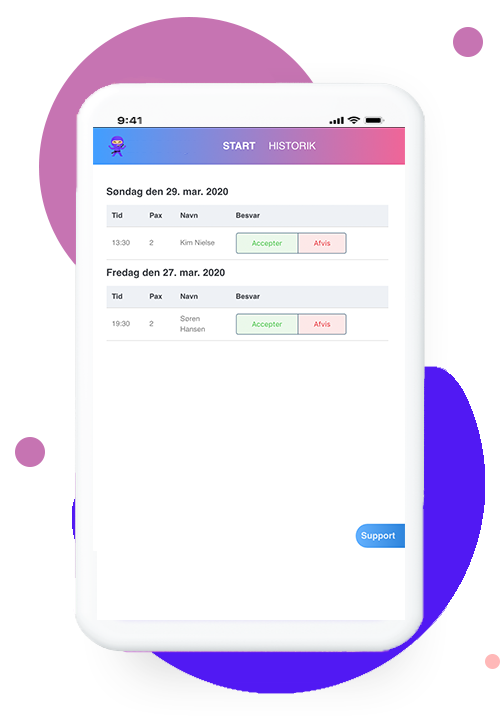 9:41
START HISTORIK
Søndag den 29. mar. 2020
Tid Pax Navn Besvar
13:30 2 Kim Nielse Accepter Afvis
Fredag den 27. mar. 2020
Tid Pax Navn Besvar
19:30 2 Søren Accepter Afvis
Hansen
Support